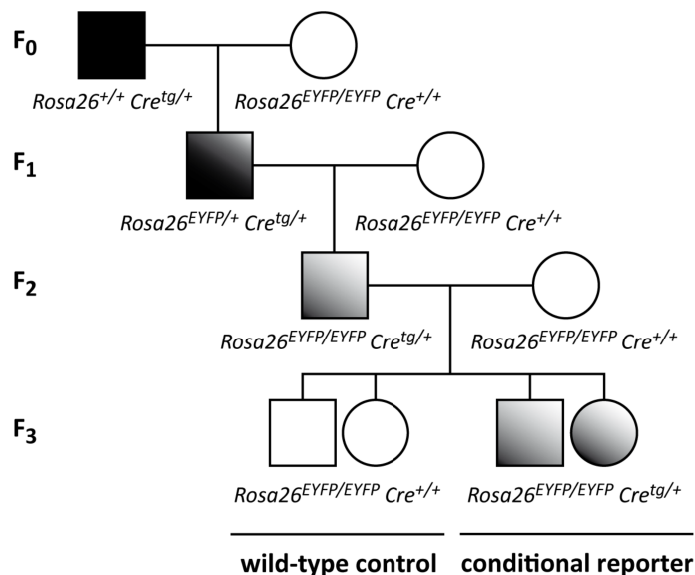 F0
Rosa26+/+ Cretg/+ Rosa26EYFP/EYFP Cre+/+
F1
Rosa26EYFP/+ Cretg/+ Rosa26EYFP/EYFP Cre+/+
F2
Rosa26EYFP/EYFP Cretg/+ Rosa26EYFP/EYFP Cre+/+
F3
Rosa26EYFP/EYFP Cre+/+ Rosa26EYFP/EYFP Cretg/+
wild-type control conditional reporter